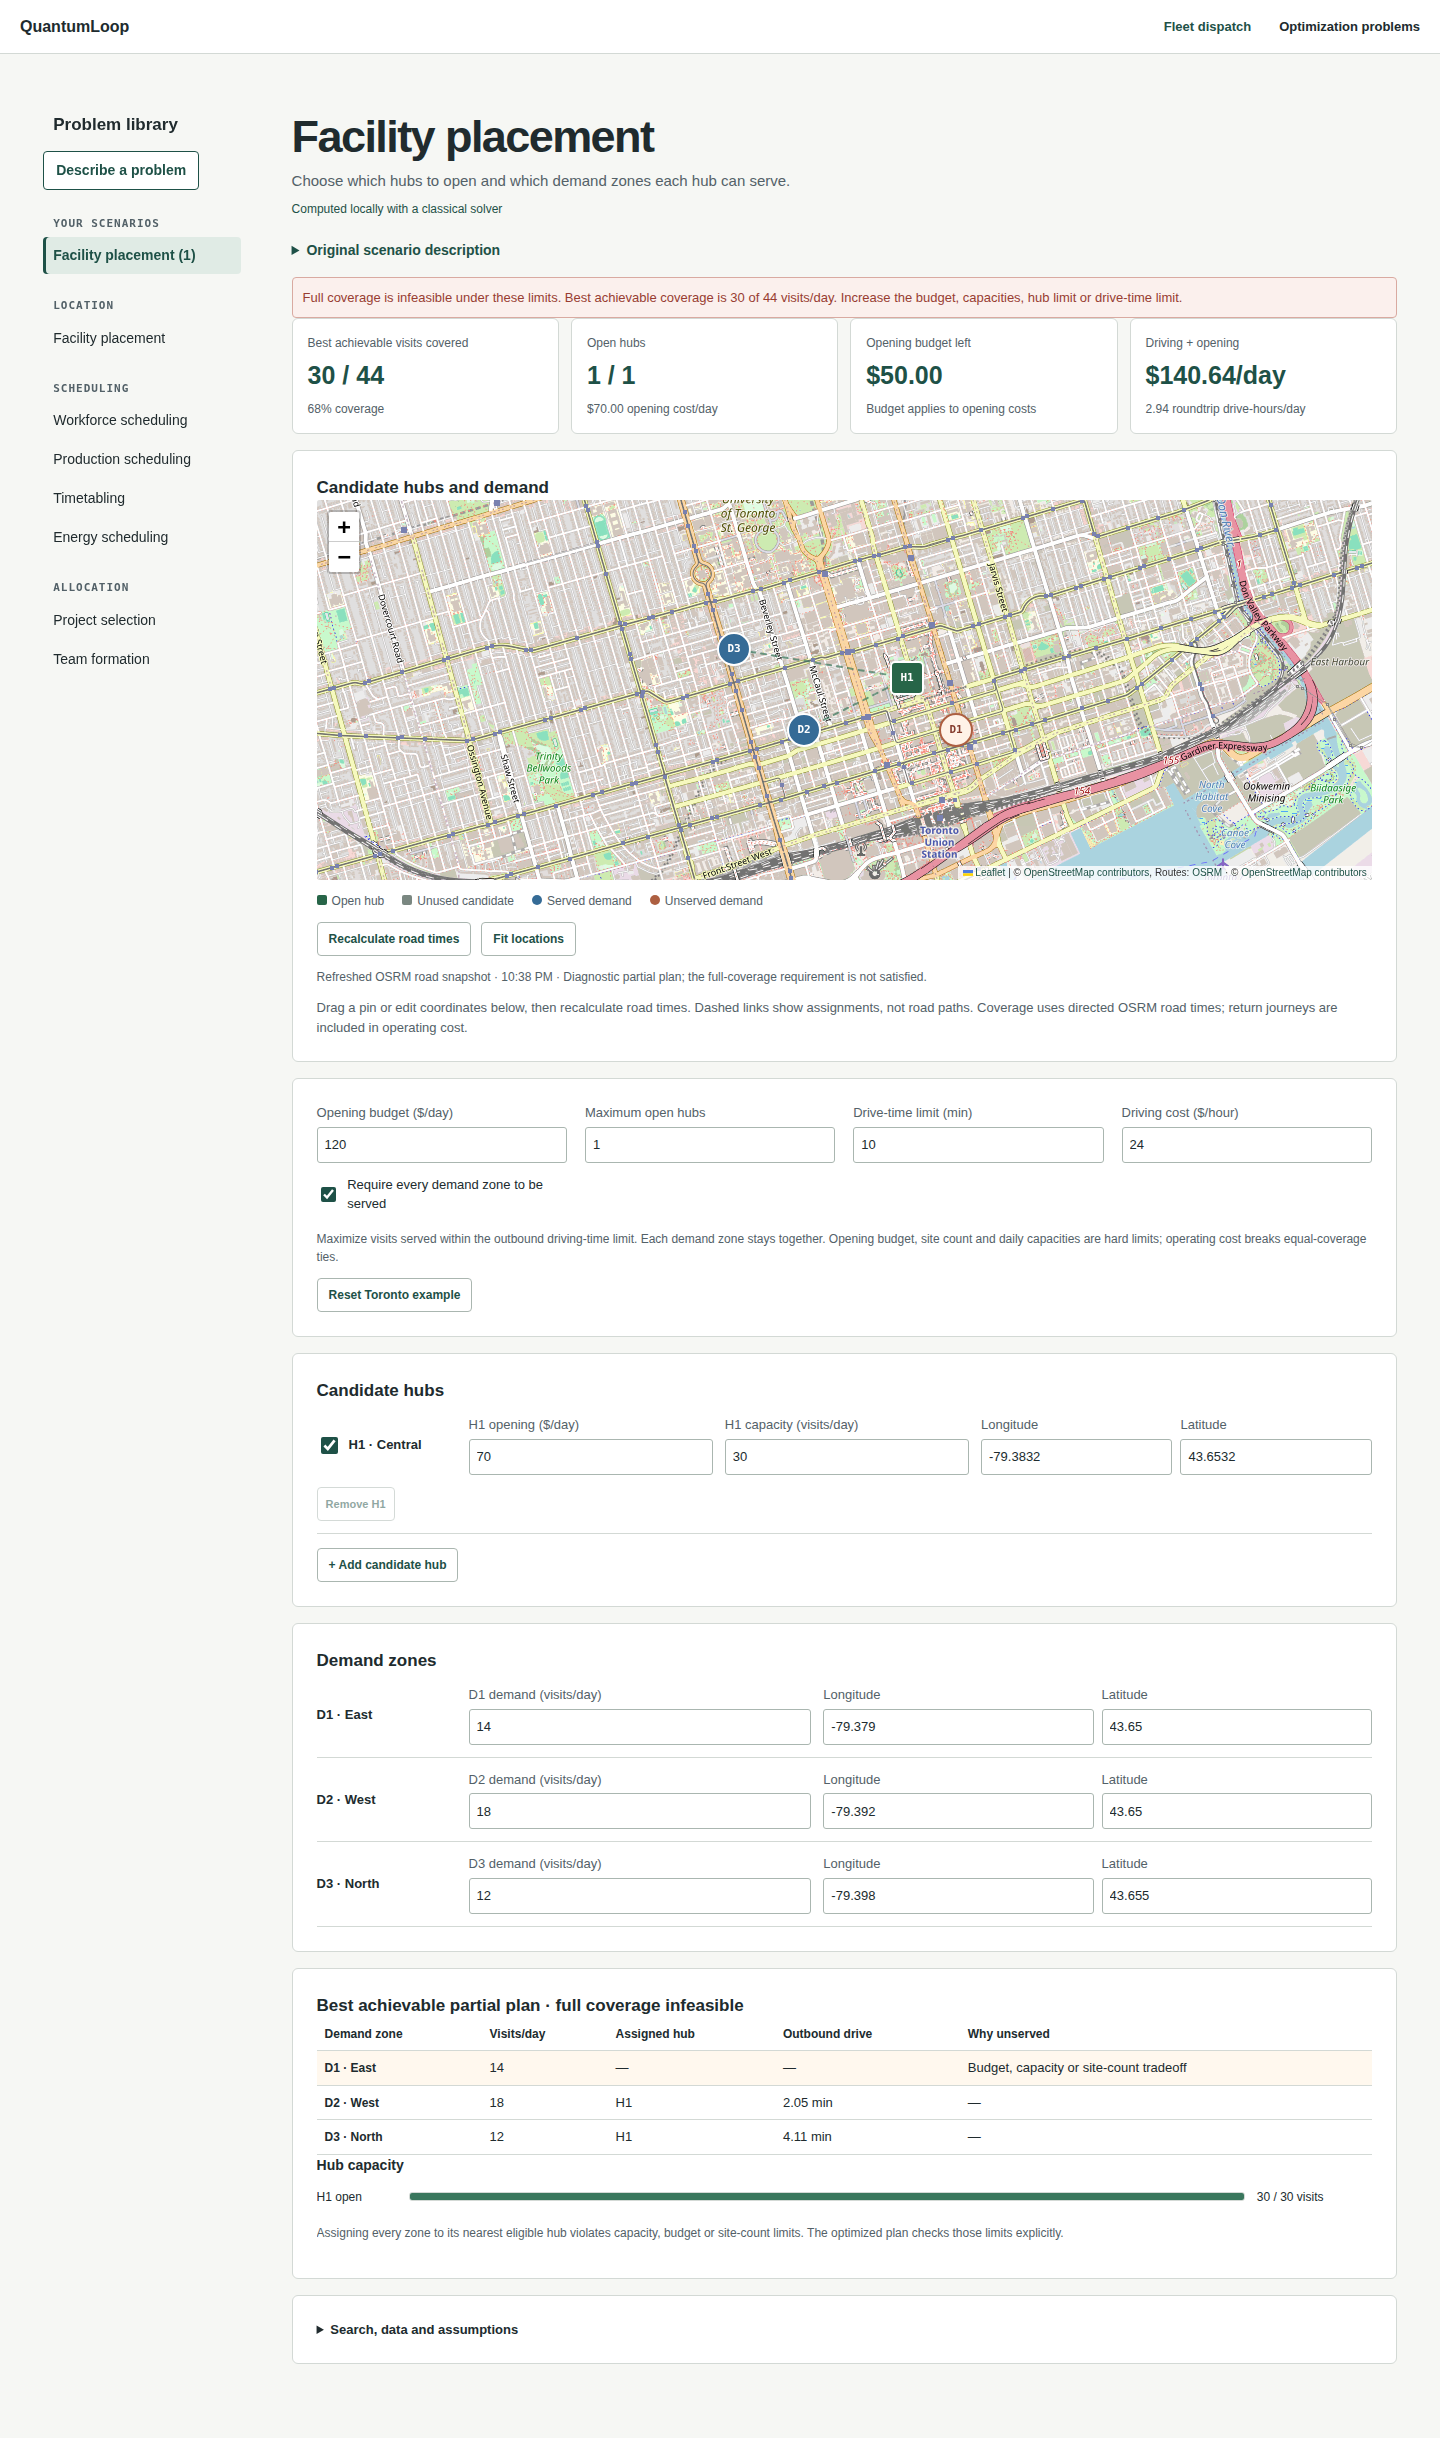 QuantumLoop
Fleet dispatch
Optimization problems
Problem library
Describe a problem
YOUR SCENARIOS
Facility placement (1)
LOCATION
Facility placement
SCHEDULING
Workforce scheduling
Production scheduling
Timetabling
Energy scheduling
ALLOCATION
Project selection
Team formation
Facility placement
Choose which hubs to open and which demand zones each hub can serve.
Computed locally with a classical solver
Original scenario description
Full coverage is infeasible under these limits. Best achievable coverage is 30 of 44 visits/day. Increase the budget, capacities, hub limit or drive-time limit.
Best achievable visits covered
30 / 44
68% coverage
Open hubs
1 / 1
$70.00 opening cost/day
Opening budget left
$50.00
Budget applies to opening costs
Driving + opening
$140.64/day
2.94 roundtrip drive-hours/day
Candidate hubs and demand
+
−
University
of Toronto
St. George
Dovercourt Road
Beverley Street
Jarvis Street
Don Valley Parkway
East Harbour
Street
McCaul Street
D3
H1
D2
D1
Trinity
Bellwoods
Park
Ossington Avenue
Shaw Street
155
Gardiner Expressway
154
North
Habitat
Cove
Ookwemin
Minising
Biidaasige
Park
Canoe
Cove
Toronto
Union
Station
Front Street West
Leaflet | © OpenStreetMap contributors, Routes: OSRM · © OpenStreetMap contributors
Open hub
Unused candidate
Served demand
Unserved demand
Recalculate road times
Fit locations
Refreshed OSRM road snapshot · 10:38 PM · Diagnostic partial plan; the full-coverage requirement is not satisfied.
Drag a pin or edit coordinates below, then recalculate road times. Dashed links show assignments, not road paths. Coverage uses directed OSRM road times; return journeys are
included in operating cost.
Opening budget ($/day)
Maximum open hubs
Drive-time limit (min)
Driving cost ($/hour)
120
1
10
24
Require every demand zone to be
served
Maximize visits served within the outbound driving-time limit. Each demand zone stays together. Opening budget, site count and daily capacities are hard limits; operating cost breaks equal-coverage
ties.
Reset Toronto example
Candidate hubs
H1 · Central
H1 opening ($/day)
H1 capacity (visits/day)
Longitude
Latitude
70
30
-79.3832
43.6532
Remove H1
+ Add candidate hub
Demand zones
D1 · East
D1 demand (visits/day)
Longitude
Latitude
14
-79.379
43.65
D2 · West
D2 demand (visits/day)
Longitude
Latitude
18
-79.392
43.65
D3 · North
D3 demand (visits/day)
Longitude
Latitude
12
-79.398
43.655
Best achievable partial plan · full coverage infeasible
Demand zone Visits/day Assigned hub Outbound drive Why unserved
D1 · East 14 — — Budget, capacity or site-count tradeoff
D2 · West 18 H1 2.05 min —
D3 · North 12 H1 4.11 min —
Hub capacity
H1 open
30 / 30 visits
Assigning every zone to its nearest eligible hub violates capacity, budget or site-count limits. The optimized plan checks those limits explicitly.
Search, data and assumptions